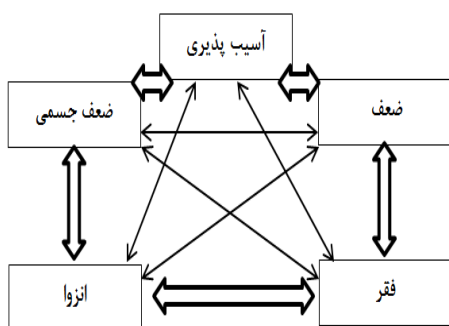 آسیب پذیری
ضعف
ضعف جسمی
فقر
انزوا